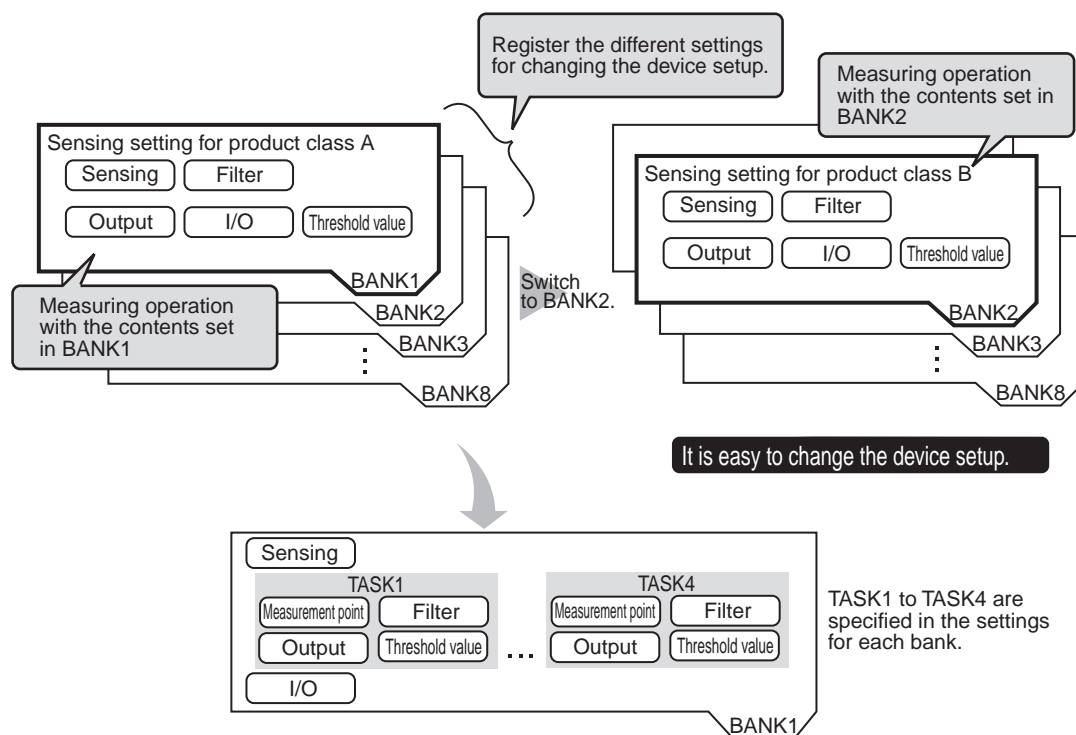 Register the different settings
for changing the device setup.
Sensing setting for product class A
Sensing
Filter
Output
I/O
Threshold value
BANK1
BANK2
BANK3
BANK8
Measuring operation
with the contents set
in BANK1
Switch
to BANK2.
Measuring operation
with the contents set in
BANK2
Sensing setting for product class B
Sensing
Filter
Output
I/O
Threshold value
BANK2
BANK3
BANK8
It is easy to change the device setup.
Sensing
TASK1
Measurement point
Filter
Output
Threshold value
...
TASK4
Measurement point
Filter
Output
Threshold value
I/O
BANK1
TASK1 to TASK4 are
specified in the settings
for each bank.